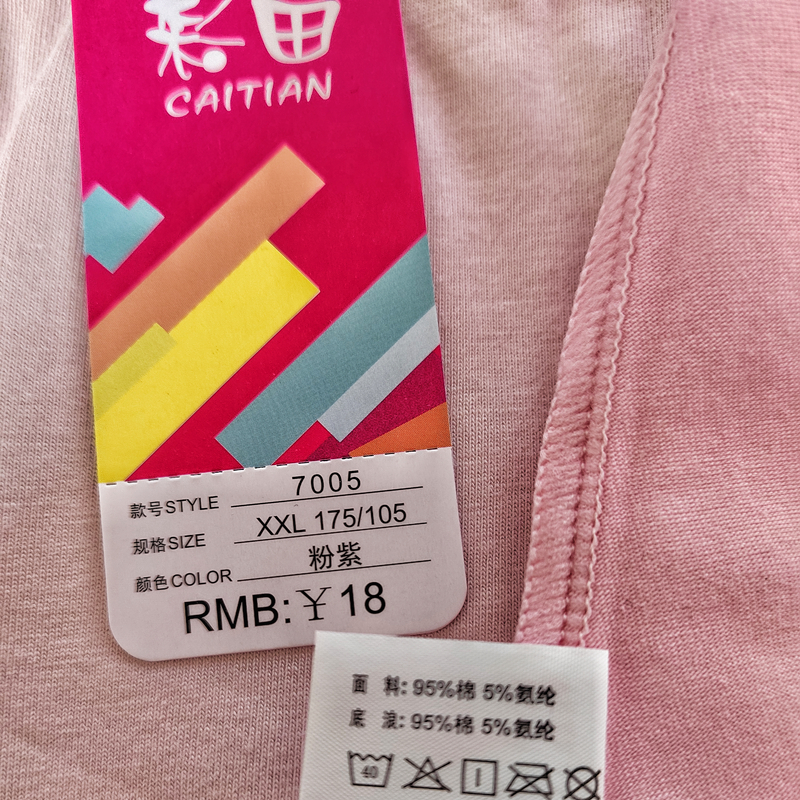 彩田
CAITIAN
款号STYLE 7005
规格SIZE XXL 175/105
颜色COLOR 粉紫
RMB:¥18
面 料: 95%棉 5%氨纶
底 浪: 95%棉 5%氨纶
40